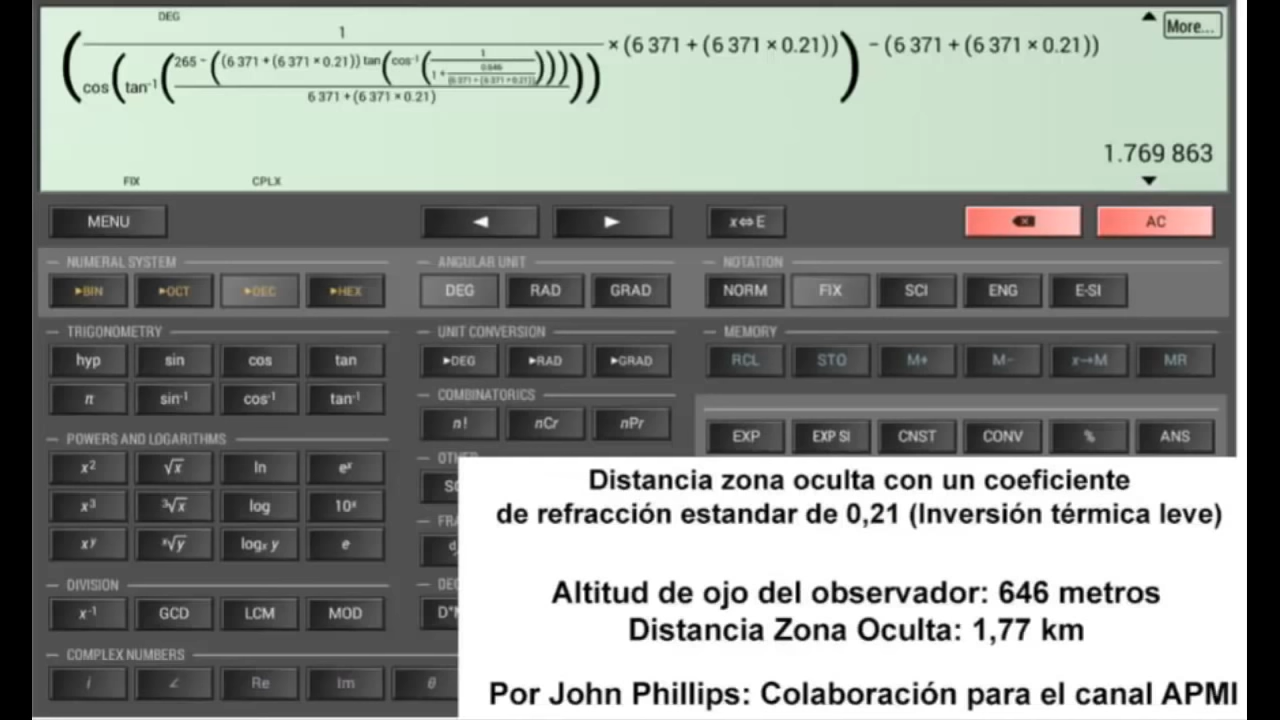 DEG
More...
( 1 / cos(tan⁻¹((265 - ((6 371 + (6 371 × 0.21)) tan(cos⁻¹(1 / (1 + 0.646 / (6 371 + (6 371 × 0.21))))))) / (6 371 + (6 371 × 0.21)))) × (6 371 + (6 371 × 0.21)) ) - (6 371 + (6 371 × 0.21))
1.769 863
FIX CPLX
MENU ◄ ► x⇔E AC
NUMERAL SYSTEM ANGULAR UNIT NOTATION
►BIN ►OCT ►DEC ►HEX DEG RAD GRAD NORM FIX SCI ENG E-SI
TRIGONOMETRY UNIT CONVERSION MEMORY
hyp sin cos tan ►DEG ►RAD ►GRAD RCL STO M+ M- x→M MR
COMBINATORICS
π sin⁻¹ cos⁻¹ tan⁻¹ n! nCr nPr
POWERS AND LOGARITHMS EXP EXP SI CNST CONV % ANS
x² √x ln eˣ
x³ ³√x log 10ˣ
xʸ ˣ√y logₓ y e
DIVISION
x⁻¹ GCD LCM MOD
COMPLEX NUMBERS
i ∠ Re Im θ
Distancia zona oculta con un coeficiente
de refracción estandar de 0,21 (Inversión térmica leve)
Altitud de ojo del observador: 646 metros
Distancia Zona Oculta: 1,77 km
Por John Phillips: Colaboración para el canal APMI